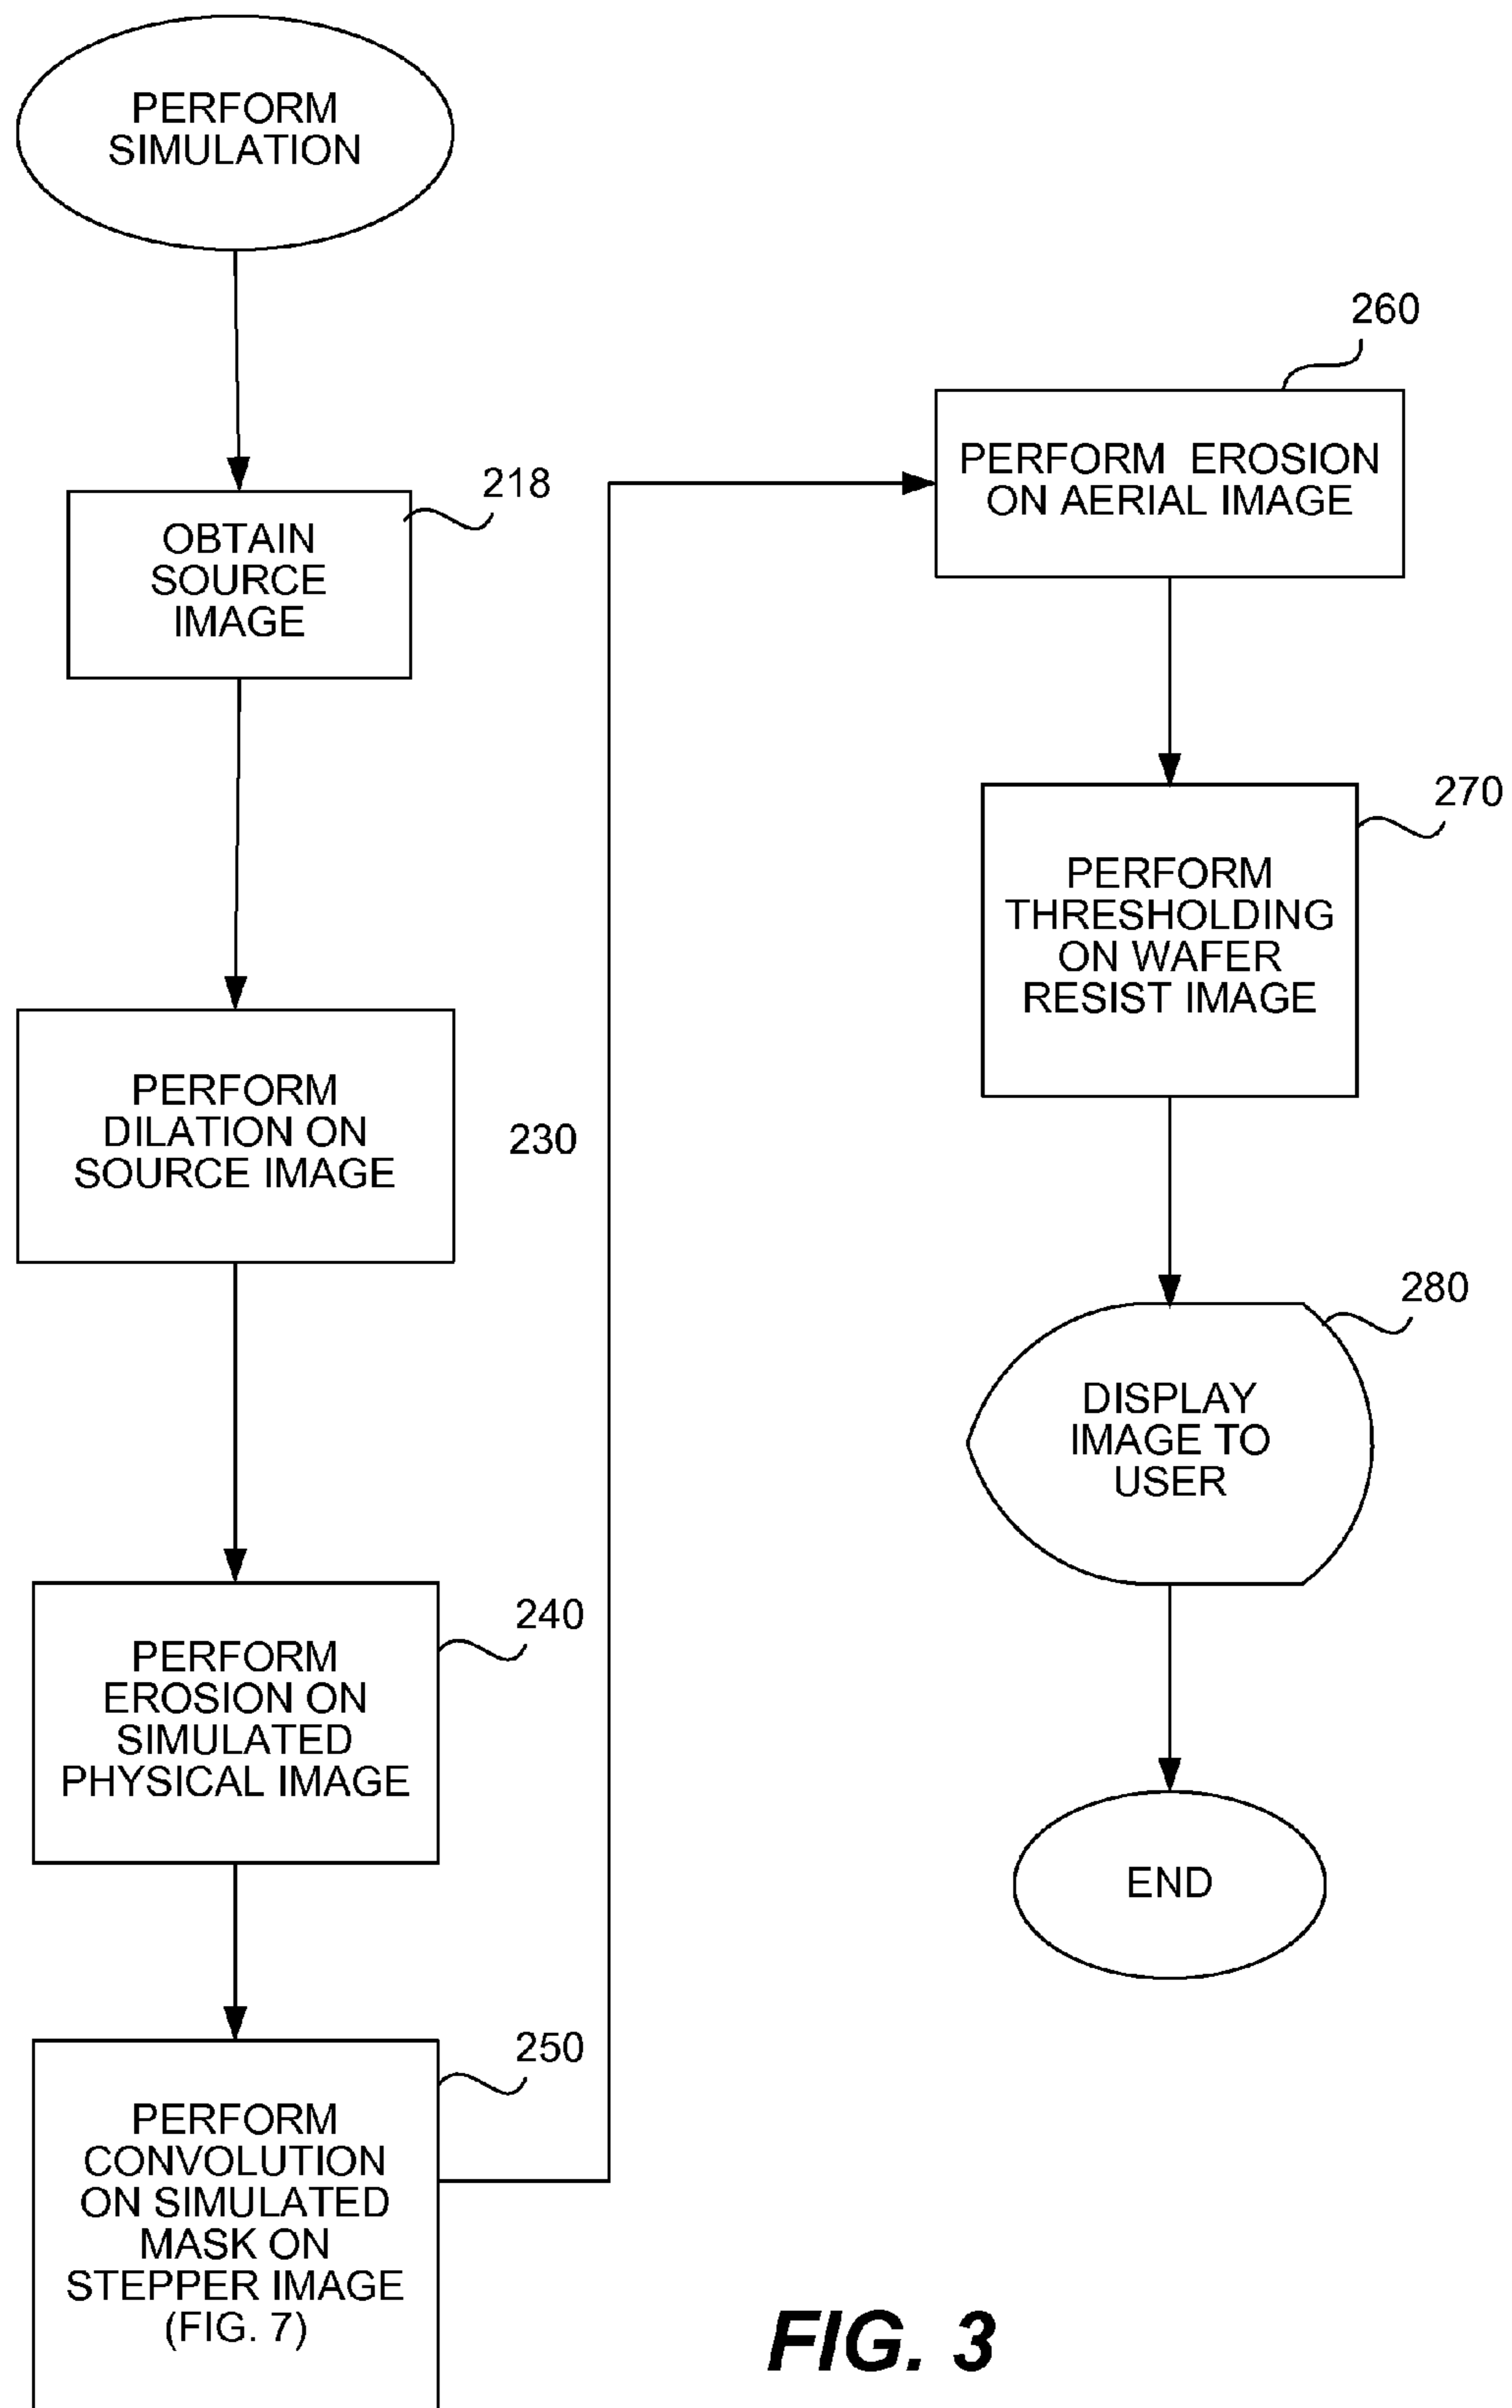 PERFORM
SIMULATION
218
OBTAIN
SOURCE
IMAGE
PERFORM
DILATION ON
SOURCE IMAGE
230
240
PERFORM
EROSION ON
SIMULATED
PHYSICAL IMAGE
250
PERFORM
CONVOLUTION
ON SIMULATED
MASK ON
STEPPER IMAGE
(FIG. 7)
260
PERFORM EROSION
ON AERIAL IMAGE
270
PERFORM
THRESHOLDING
ON WAFER
RESIST IMAGE
280
DISPLAY
IMAGE TO
USER
END
FIG. 3